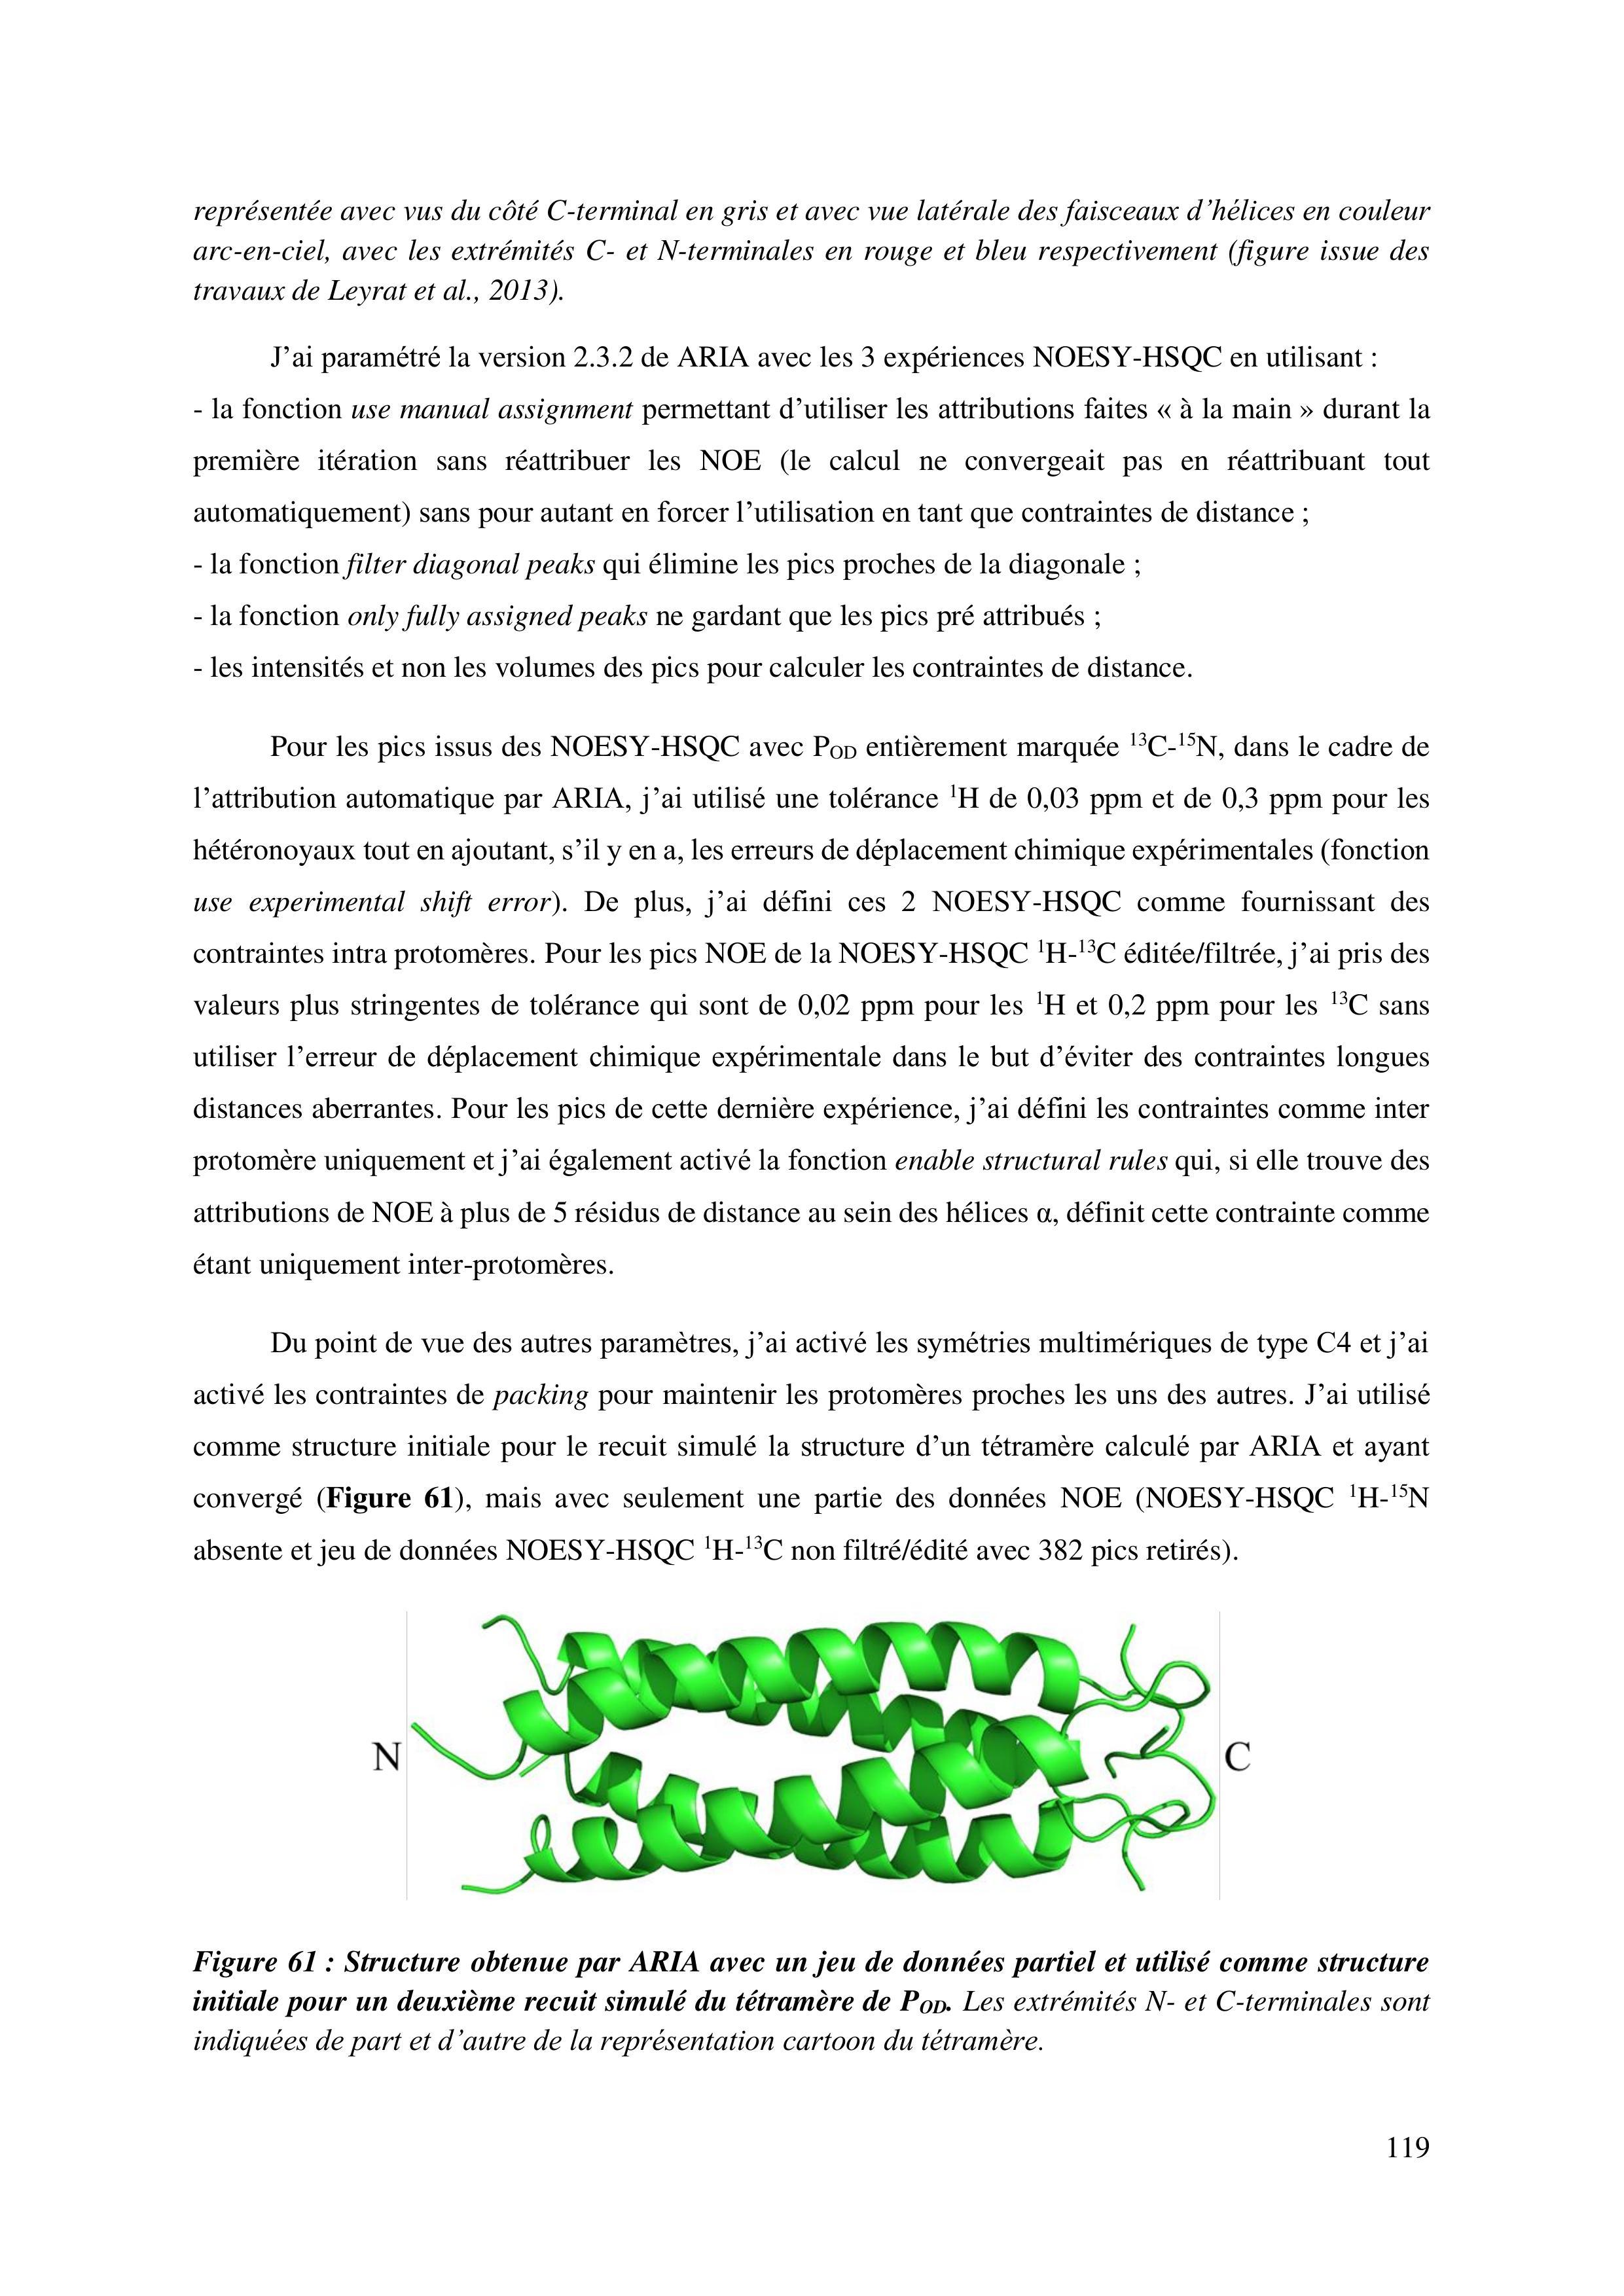 représentée avec vus du côté C-terminal en gris et avec vue latérale des faisceaux d’hélices en couleur
arc-en-ciel, avec les extrémités C- et N-terminales en rouge et bleu respectivement (figure issue des
travaux de Leyrat et al., 2013).
J’ai paramétré la version 2.3.2 de ARIA avec les 3 expériences NOESY-HSQC en utilisant :
- la fonction use manual assignment permettant d’utiliser les attributions faites « à la main » durant la
première itération sans réattribuer les NOE (le calcul ne convergeait pas en réattribuant tout
automatiquement) sans pour autant en forcer l’utilisation en tant que contraintes de distance ;
- la fonction filter diagonal peaks qui élimine les pics proches de la diagonale ;
- la fonction only fully assigned peaks ne gardant que les pics pré attribués ;
- les intensités et non les volumes des pics pour calculer les contraintes de distance.
Pour les pics issus des NOESY-HSQC avec POD entièrement marquée 13C-15N, dans le cadre de
l’attribution automatique par ARIA, j’ai utilisé une tolérance 1H de 0,03 ppm et de 0,3 ppm pour les
hétéronoyaux tout en ajoutant, s’il y en a, les erreurs de déplacement chimique expérimentales (fonction
use experimental shift error). De plus, j’ai défini ces 2 NOESY-HSQC comme fournissant des
contraintes intra protomères. Pour les pics NOE de la NOESY-HSQC 1H-13C éditée/filtrée, j’ai pris des
valeurs plus stringentes de tolérance qui sont de 0,02 ppm pour les 1H et 0,2 ppm pour les 13C sans
utiliser l’erreur de déplacement chimique expérimentale dans le but d’éviter des contraintes longues
distances aberrantes. Pour les pics de cette dernière expérience, j’ai défini les contraintes comme inter
protomère uniquement et j’ai également activé la fonction enable structural rules qui, si elle trouve des
attributions de NOE à plus de 5 résidus de distance au sein des hélices α, définit cette contrainte comme
étant uniquement inter-protomères.
Du point de vue des autres paramètres, j’ai activé les symétries multimériques de type C4 et j’ai
activé les contraintes de packing pour maintenir les protomères proches les uns des autres. J’ai utilisé
comme structure initiale pour le recuit simulé la structure d’un tétramère calculé par ARIA et ayant
convergé (Figure 61), mais avec seulement une partie des données NOE (NOESY-HSQC 1H-15N
absente et jeu de données NOESY-HSQC 1H-13C non filtré/édité avec 382 pics retirés).
N
C
Figure 61 : Structure obtenue par ARIA avec un jeu de données partiel et utilisé comme structure
initiale pour un deuxième recuit simulé du tétramère de POD. Les extrémités N- et C-terminales sont
indiquées de part et d’autre de la représentation cartoon du tétramère.
119